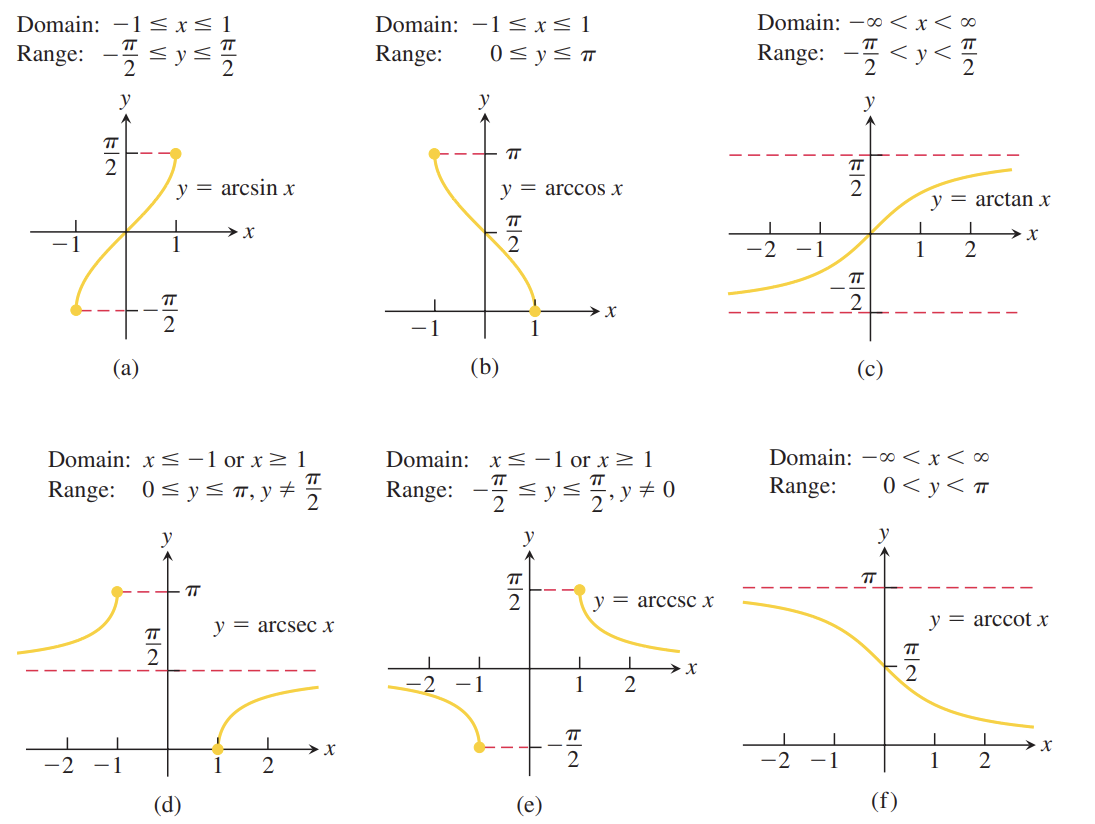 Domain: −1 ≤ x ≤ 1
Range: −π/2 ≤ y ≤ π/2
y
π/2
y = arcsin x
−1
1
x
−π/2
(a)
Domain: −1 ≤ x ≤ 1
Range: 0 ≤ y ≤ π
y
π
y = arccos x
π/2
−1
1
x
(b)
Domain: −∞ < x < ∞
Range: −π/2 < y < π/2
y
π/2
y = arctan x
−2 −1
1 2
x
−π/2
(c)
Domain: x ≤ −1 or x ≥ 1
Range: 0 ≤ y ≤ π, y ≠ π/2
y
π
y = arcsec x
π/2
−2 −1
1 2
x
(d)
Domain: x ≤ −1 or x ≥ 1
Range: −π/2 ≤ y ≤ π/2, y ≠ 0
y
π/2
y = arccsc x
−2 −1
1 2
x
−π/2
(e)
Domain: −∞ < x < ∞
Range: 0 < y < π
y
π
y = arccot x
π/2
−2 −1
1 2
x
(f)